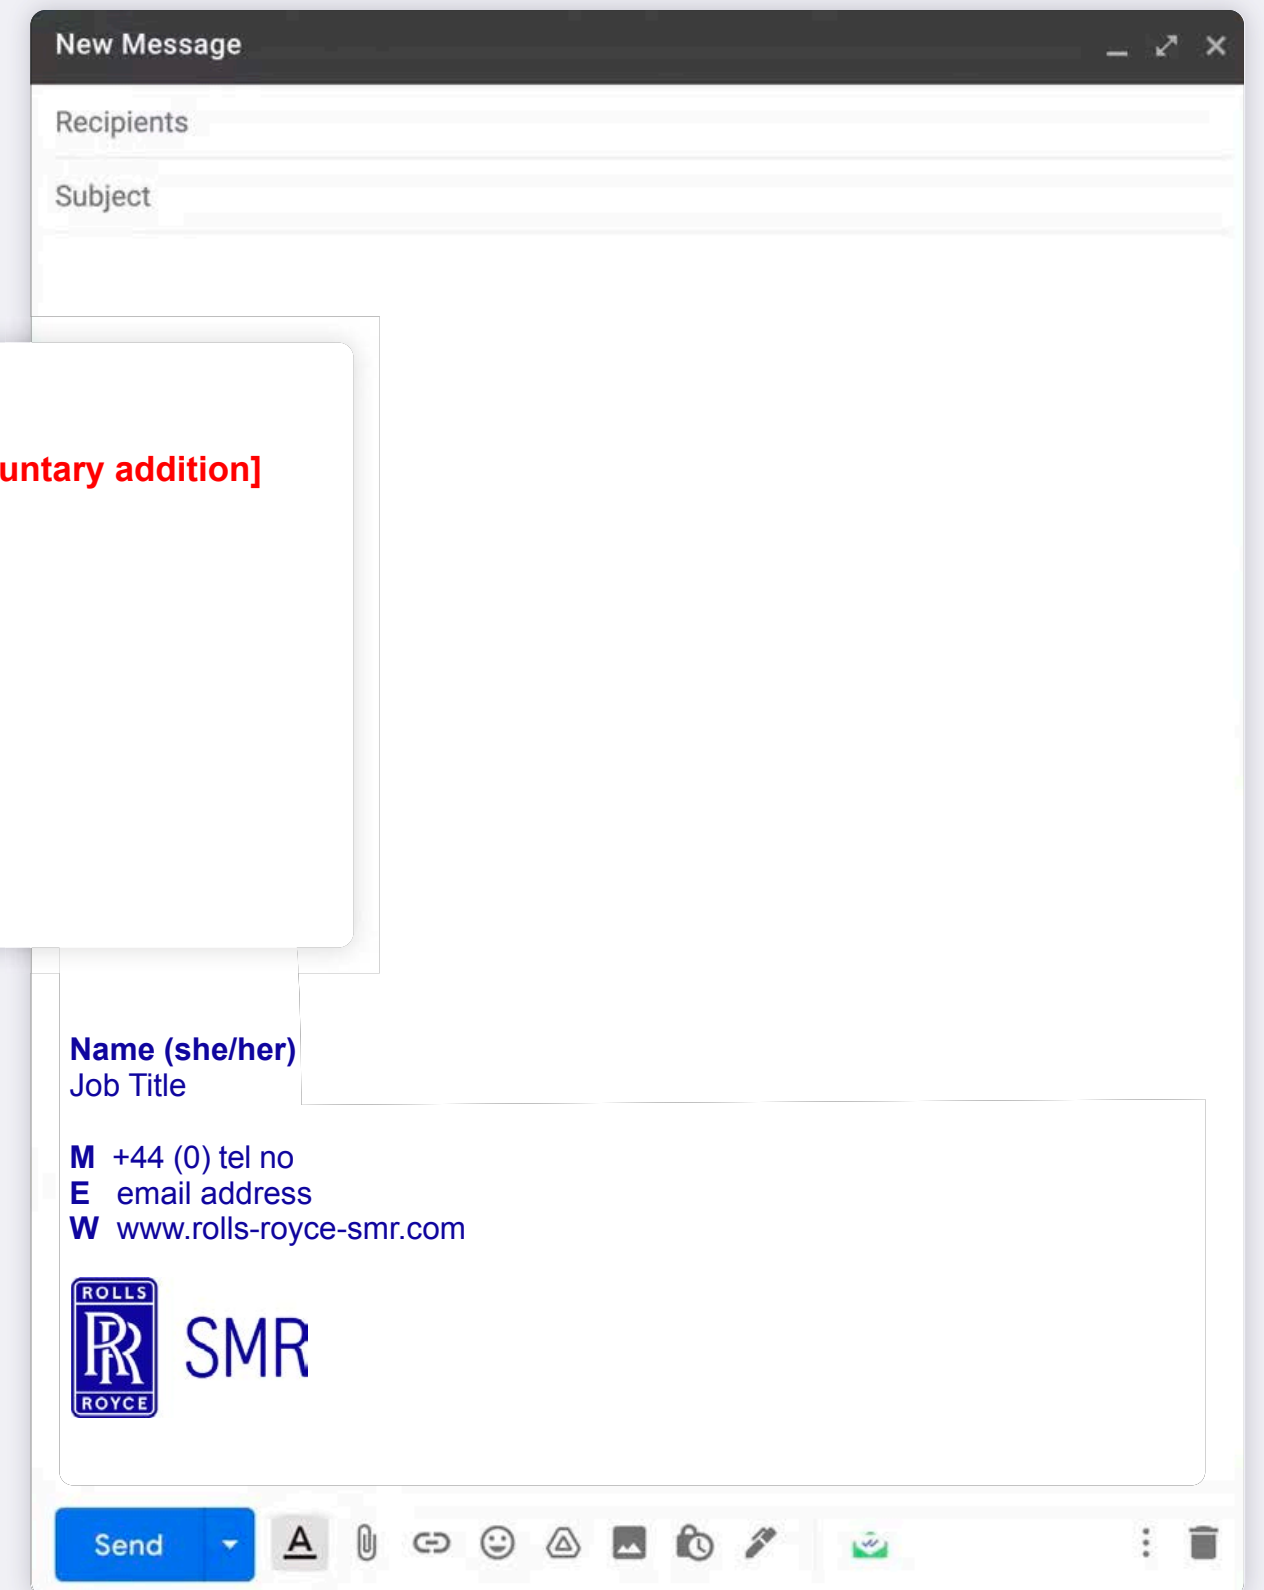 New Message
Recipients
Subject
untary addition]
Name (she/her)
Job Title
M +44 (0) tel no
E email address
W www.rolls-royce-smr.com
ROLLS
RR
ROYCE
SMR
Send
A